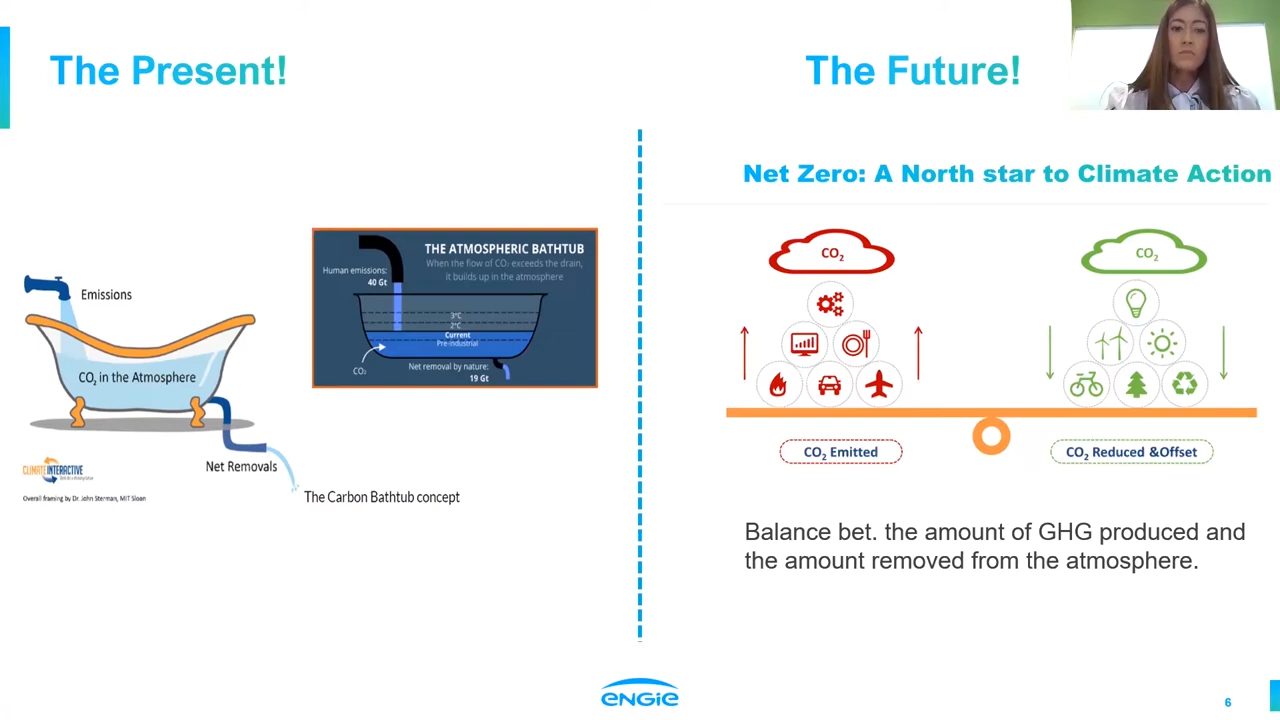 The Present!
Emissions
CO₂ in the Atmosphere
Net Removals
CLIMATE INTERACTIVE
Overall framing by Dr. John Sterman, MIT Sloan
The Carbon Bathtub concept
THE ATMOSPHERIC BATHTUB
When the flow of CO₂ exceeds the drain,
it builds up in the atmosphere
Human emissions:
40 Gt
3°C
2°C
Current
Pre-industrial
CO₂
Net removal by nature:
19 Gt
The Future!
Net Zero: A North star to Climate Action
CO₂
CO₂
CO₂ Emitted
CO₂ Reduced &Offset
Balance bet. the amount of GHG produced and
the amount removed from the atmosphere.
ENGIE
6